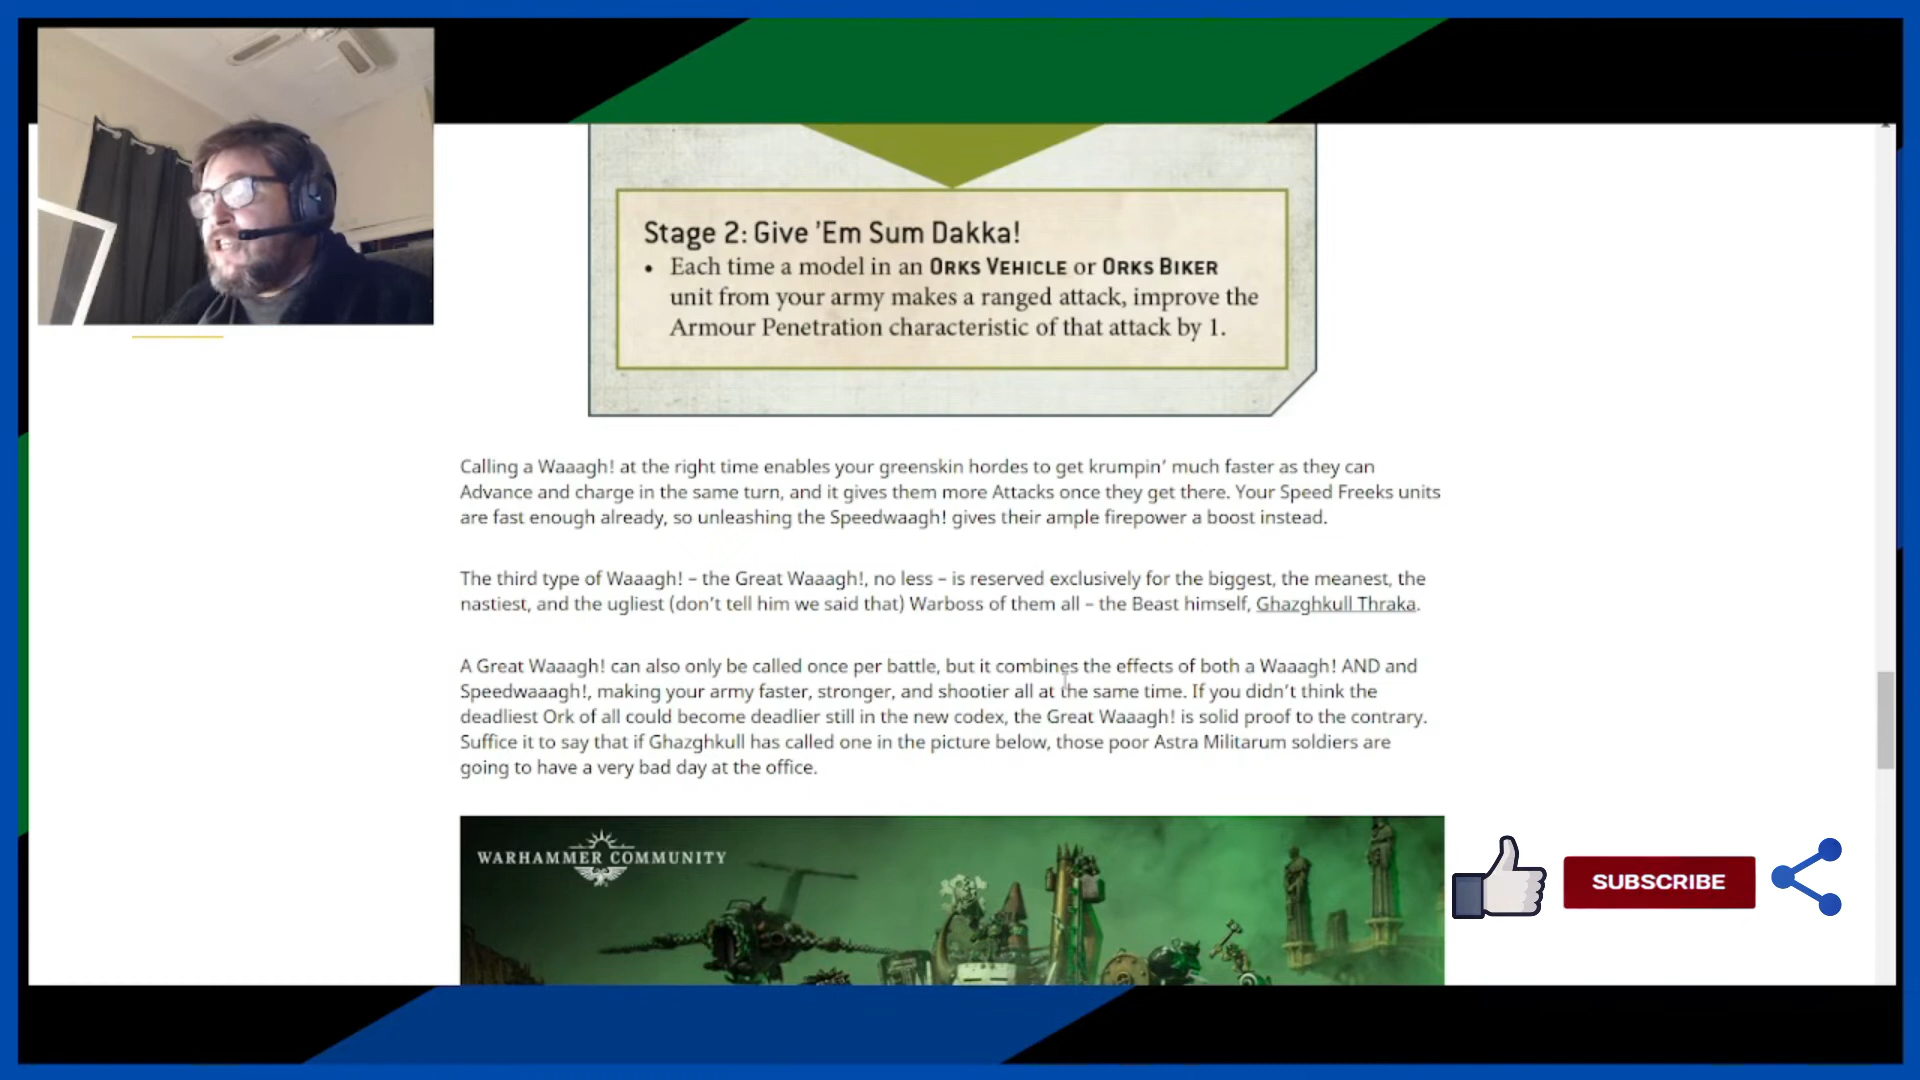 Stage 2: Give ’Em Sum Dakka!
• Each time a model in an ORKS VEHICLE or ORKS BIKER
unit from your army makes a ranged attack, improve the
Armour Penetration characteristic of that attack by 1.
Calling a Waaagh! at the right time enables your greenskin hordes to get krumpin’ much faster as they can
Advance and charge in the same turn, and it gives them more Attacks once they get there. Your Speed Freeks units
are fast enough already, so unleashing the Speedwaagh! gives their ample firepower a boost instead.
The third type of Waaagh! – the Great Waaagh!, no less – is reserved exclusively for the biggest, the meanest, the
nastiest, and the ugliest (don’t tell him we said that) Warboss of them all – the Beast himself, Ghazghkull Thraka.
A Great Waaagh! can also only be called once per battle, but it combines the effects of both a Waaagh! AND and
Speedwaaagh!, making your army faster, stronger, and shootier all at the same time. If you didn’t think the
deadliest Ork of all could become deadlier still in the new codex, the Great Waaagh! is solid proof to the contrary.
Suffice it to say that if Ghazghkull has called one in the picture below, those poor Astra Militarum soldiers are
going to have a very bad day at the office.
WARHAMMER COMMUNITY
SUBSCRIBE